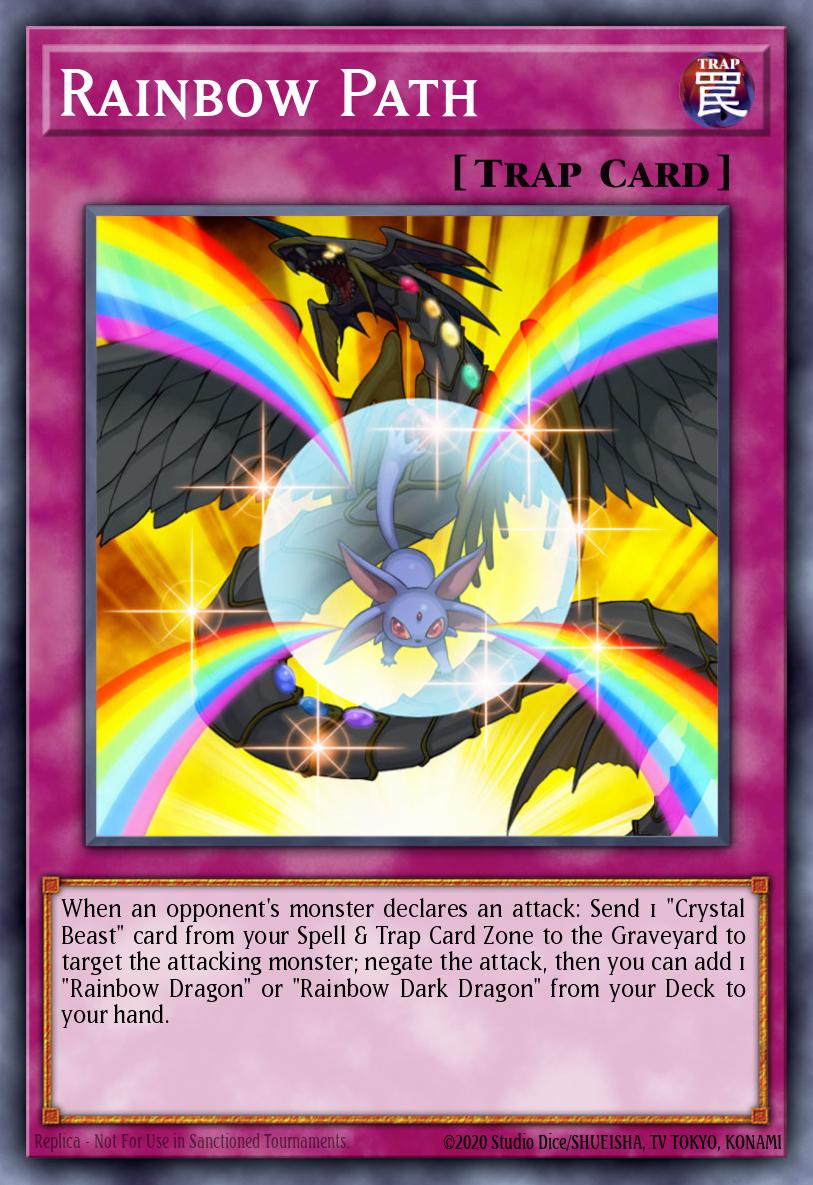 Rainbow Path
TRAP
罠
[Trap Card]
When an opponent's monster declares an attack: Send 1 "Crystal
Beast" card from your Spell & Trap Card Zone to the Graveyard to
target the attacking monster; negate the attack, then you can add 1
"Rainbow Dragon" or "Rainbow Dark Dragon" from your Deck to
your hand.
Replica - Not For Use in Sanctioned Tournaments.
©2020 Studio Dice/SHUEISHA, TV TOKYO, KONAMI